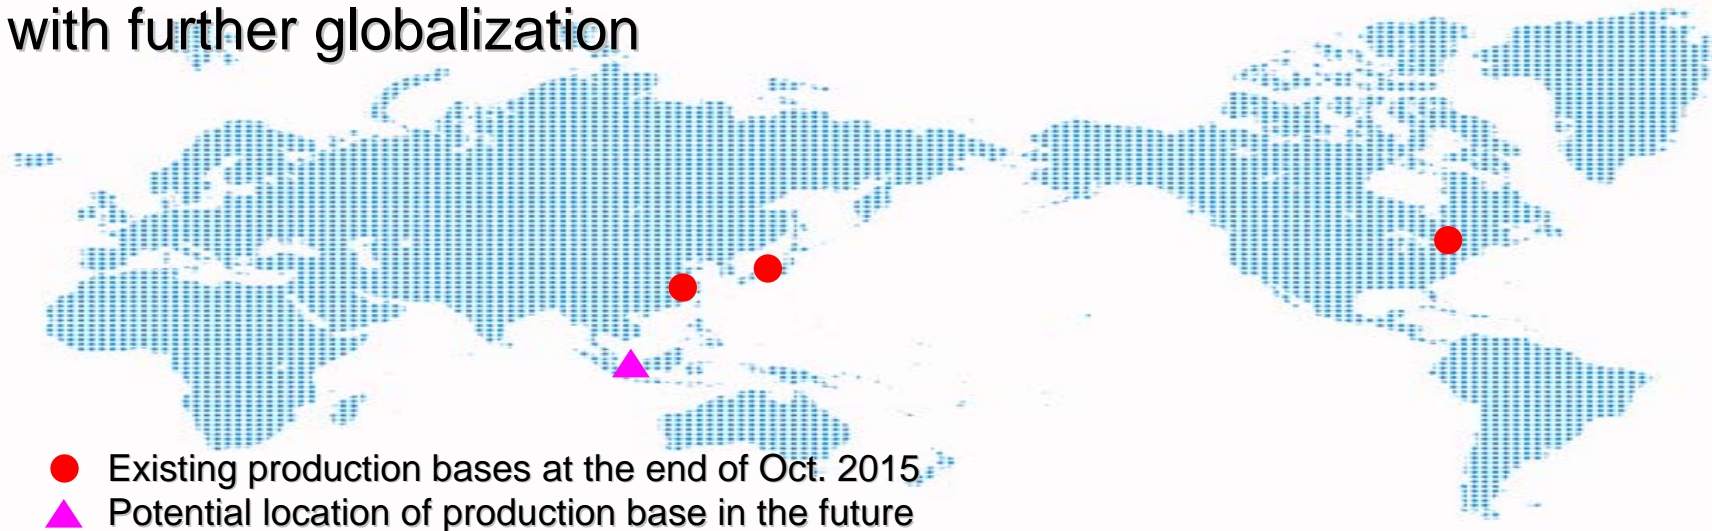 with further globalization
Existing production bases at the end of Oct. 2015
Potential location of production base in the future